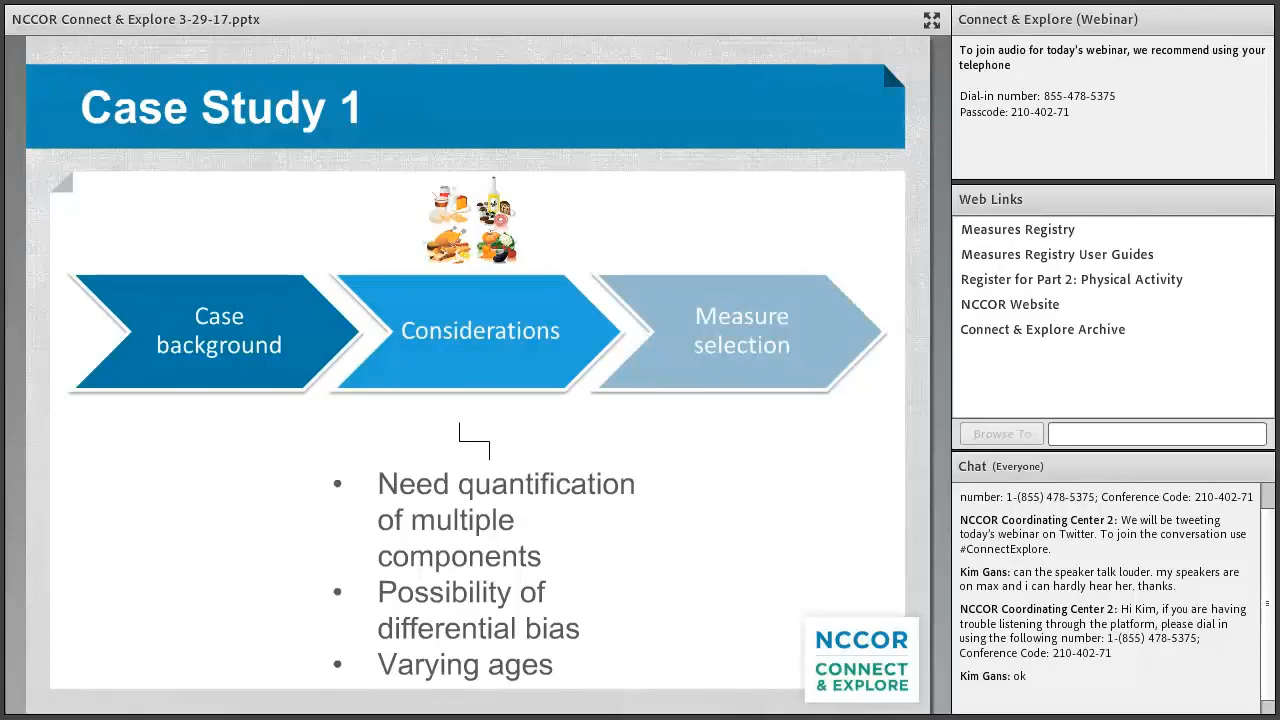 NCCOR Connect & Explore 3-29-17.pptx
Case Study 1
Case
background
Considerations
Measure
selection
• Need quantification
of multiple
components
• Possibility of
differential bias
• Varying ages
NCCOR
CONNECT
& EXPLORE
Connect & Explore (Webinar)
To join audio for today's webinar, we recommend using your
telephone
Dial-in number: 855-478-5375
Passcode: 210-402-71
Web Links
Measures Registry
Measures Registry User Guides
Register for Part 2: Physical Activity
NCCOR Website
Connect & Explore Archive
Browse To
Chat (Everyone)
number: 1-(855) 478-5375; Conference Code: 210-402-71
NCCOR Coordinating Center 2: We will be tweeting
today's webinar on Twitter. To join the conversation use
#ConnectExplore.
Kim Gans: can the speaker talk louder. my speakers are
on max and i can hardly hear her. thanks.
NCCOR Coordinating Center 2: Hi Kim, if you are having
trouble listening through the platform, please dial in
using the following number: 1-(855) 478-5375;
Conference Code: 210-402-71
Kim Gans: ok